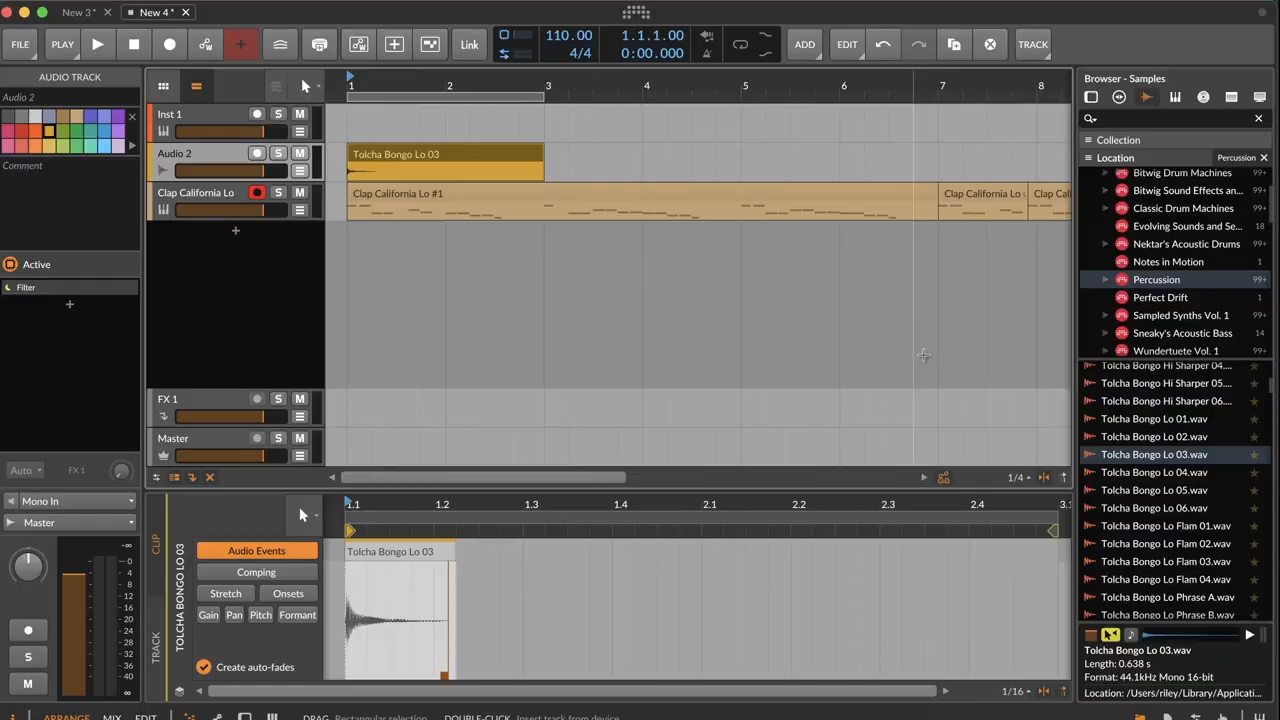 New 3* ×
New 4* ×
FILE
PLAY
Link
110.00
4/4
1.1.1.00
0:00.000
ADD
EDIT
TRACK
AUDIO TRACK
Audio 2
Comment
Active
Filter
+
Auto
FX 1
Mono In
Master
-∞
0
4
8
12
16
20
24
28
32
36
40
∞
S
M
1
2
3
4
5
6
7
8
Inst 1
S
M
Audio 2
S
M
Tolcha Bongo Lo 03
Clap California Lo
S
M
Clap California Lo #1
Clap California Lo
+
FX 1
S
M
Master
S
M
1/4
CLIP
TRACK
TOLCHA BONGO LO 03
1.1
1.2
1.3
1.4
2.1
2.2
2.3
2.4
3.1
Audio Events
Comping
Stretch
Onsets
Gain
Pan
Pitch
Formant
Create auto-fades
Tolcha Bongo Lo 03
1/16
Browser - Samples
Collection
Location
Percussion ×
Bitwig Drum Machines
Bitwig Sound Effects an... 99+
Classic Drum Machines 99+
Evolving Sounds and Se... 18
Nektar's Acoustic Drums 99+
Notes in Motion 1
Percussion 99+
Perfect Drift 1
Sampled Synths Vol. 1 99+
Sneaky's Acoustic Bass 14
Wundertuete Vol. 1 99+
Tolcha Bongo Hi Sharper 04....
Tolcha Bongo Hi Sharper 05....
Tolcha Bongo Hi Sharper 06....
Tolcha Bongo Lo 01.wav
Tolcha Bongo Lo 02.wav
Tolcha Bongo Lo 03.wav
Tolcha Bongo Lo 04.wav
Tolcha Bongo Lo 05.wav
Tolcha Bongo Lo 06.wav
Tolcha Bongo Lo Flam 01.wav
Tolcha Bongo Lo Flam 02.wav
Tolcha Bongo Lo Flam 03.wav
Tolcha Bongo Lo Flam 04.wav
Tolcha Bongo Lo Phrase A.wav
Tolcha Bongo Lo Phrase B.wav
Tolcha Bongo Lo 03.wav
Length: 0.638 s
Format: 44.1kHz Mono 16-bit
Location: /Users/riley/Library/Applicati...
ARRANGE
MIX
EDIT
DRAG Rectangular selection
DOUBLE-CLICK Insert track from device